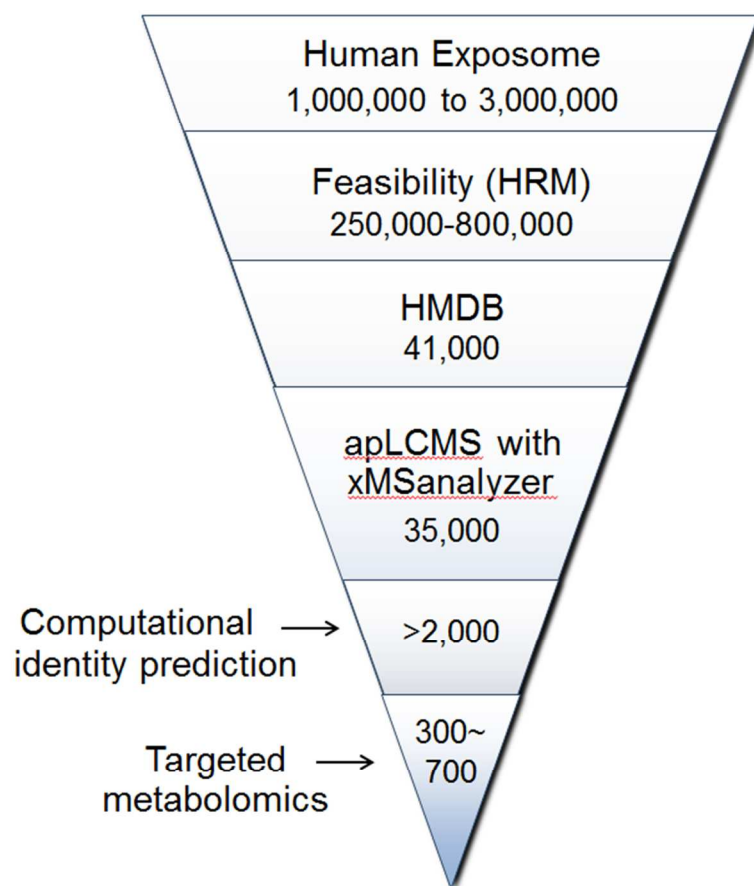 Human Exposome
1,000,000 to 3,000,000
Feasibility (HRM)
250,000-800,000
HMDB
41,000
apLCMS with
xMSanalyzer
35,000
Computational
identity prediction
>2,000
Targeted
metabolomics
300~
700